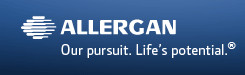 ALLERGAN
Our pursuit. Life's potential.®